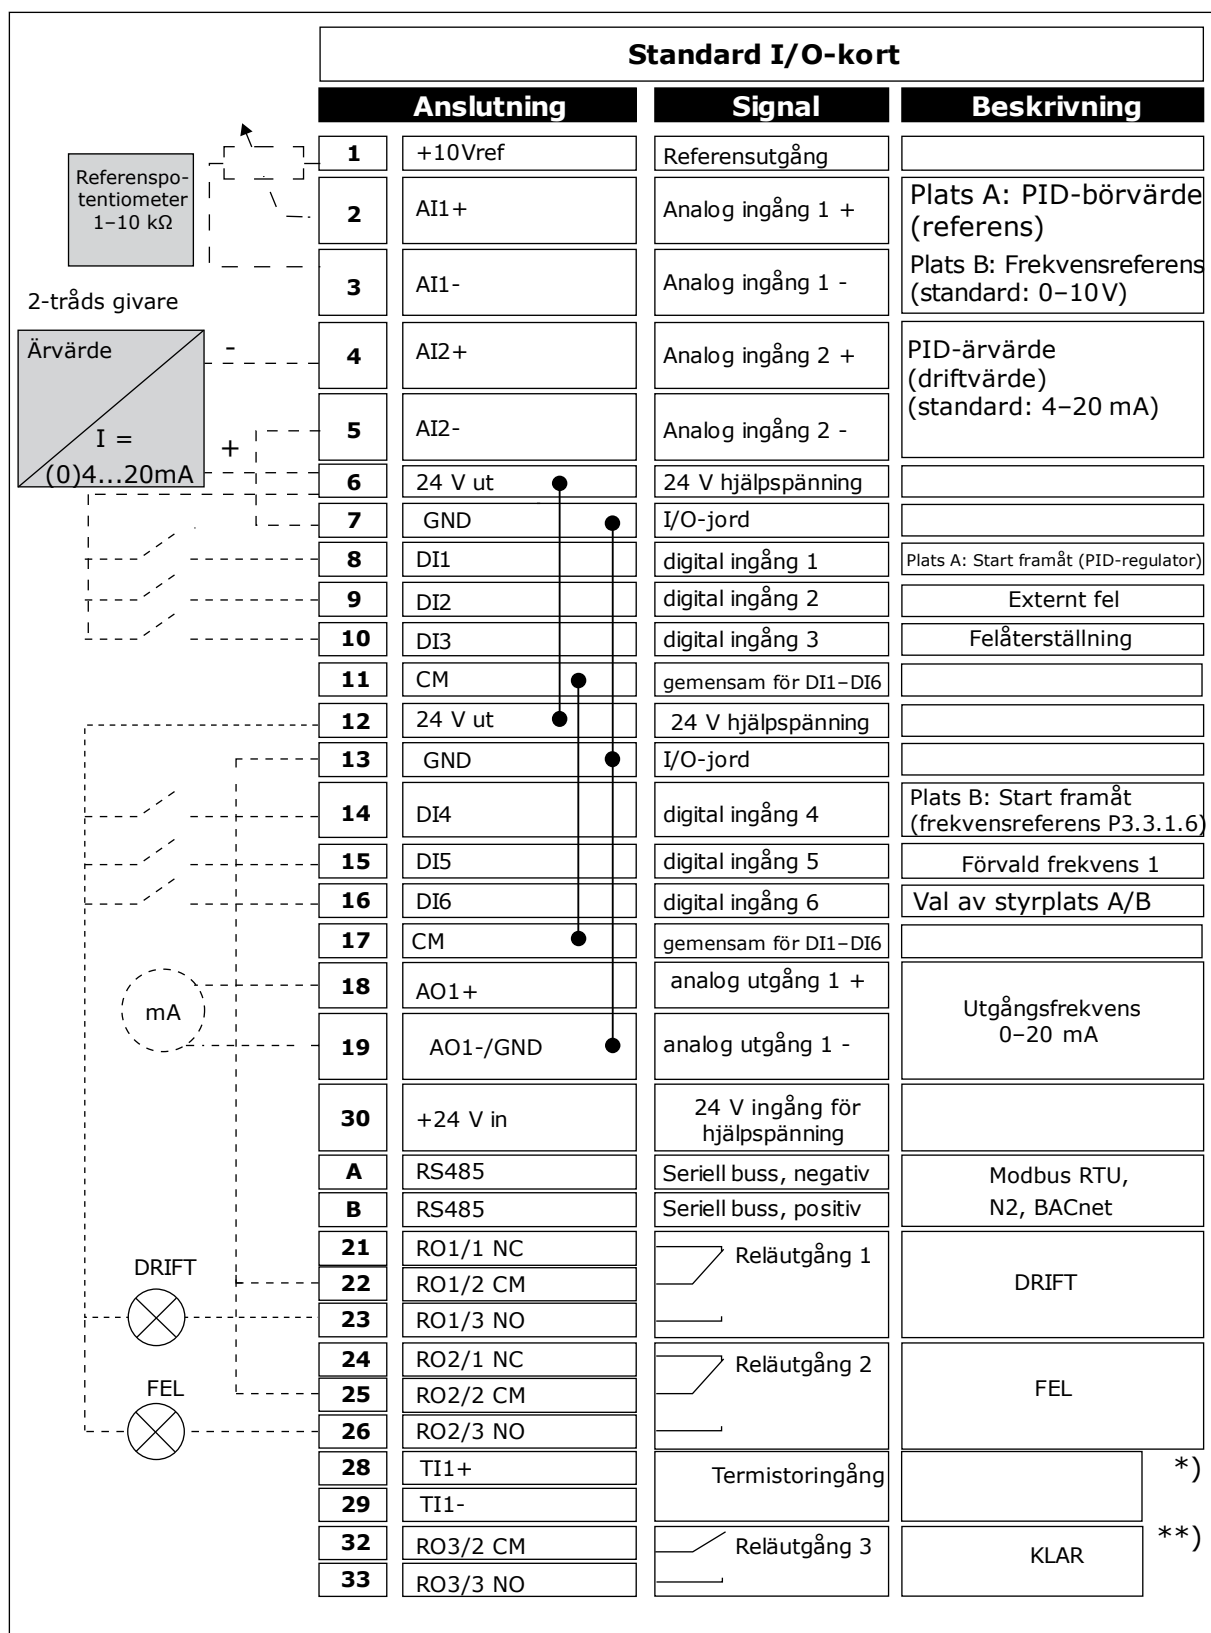 Standard I/O-kort
Anslutning Signal Beskrivning
Referenspo-
tentiometer
1–10 kΩ
1 +10Vref Referensutgång
2 AI1+ Analog ingång 1 +
3 AI1- Analog ingång 1 -
Plats A: PID-börvärde
(referens)
Plats B: Frekvensreferens
(standard: 0–10V)
2-tråds givare
Ärvärde
-
I =
+
(0)4...20mA
4 AI2+ Analog ingång 2 +
5 AI2- Analog ingång 2 -
PID-ärvärde
(driftvärde)
(standard: 4–20 mA)
6 24 V ut 24 V hjälpspänning
7 GND I/O-jord
8 DI1 digital ingång 1 Plats A: Start framåt (PID-regulator)
9 DI2 digital ingång 2 Externt fel
10 DI3 digital ingång 3 Felåterställning
11 CM gemensam för DI1–DI6
12 24 V ut 24 V hjälpspänning
13 GND I/O-jord
14 DI4 digital ingång 4
Plats B: Start framåt
(frekvensreferens P3.3.1.6)
15 DI5 digital ingång 5 Förvald frekvens 1
16 DI6 digital ingång 6 Val av styrplats A/B
17 CM gemensam för DI1–DI6
mA
18 AO1+ analog utgång 1 +
19 AO1-/GND analog utgång 1 -
Utgångsfrekvens
0–20 mA
30 +24 V in
24 V ingång för
hjälpspänning
A RS485 Seriell buss, negativ
B RS485 Seriell buss, positiv
Modbus RTU,
N2, BACnet
21 RO1/1 NC Reläutgång 1
DRIFT
22 RO1/2 CM DRIFT
23 RO1/3 NO
24 RO2/1 NC Reläutgång 2
FEL
25 RO2/2 CM FEL
26 RO2/3 NO
28 TI1+ Termistoringång *)
29 TI1-
32 RO3/2 CM Reläutgång 3 KLAR **)
33 RO3/3 NO